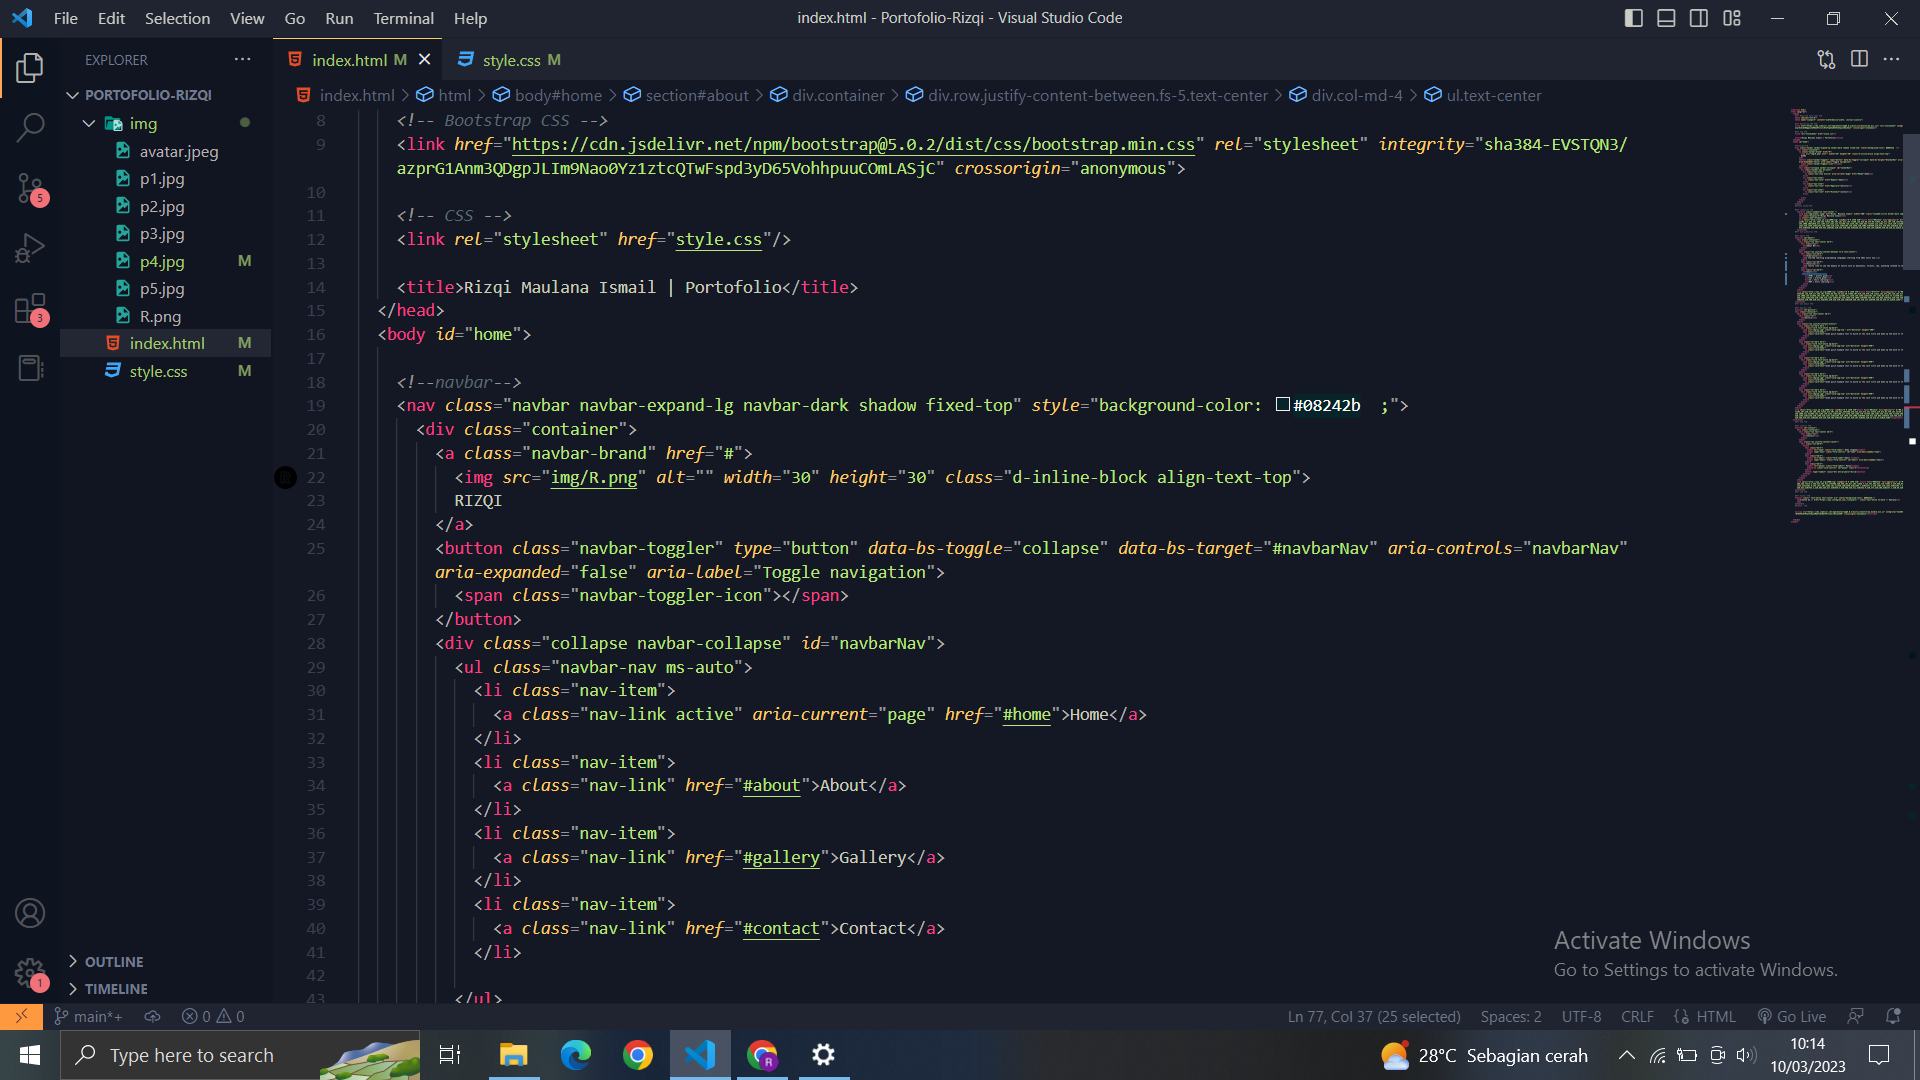 File Edit Selection View Go Run Terminal Help
index.html - Portofolio-Rizqi - Visual Studio Code
EXPLORER ...
index.html M
style.css M
PORTOFOLIO-RIZQI
img
avatar.jpeg
p1.jpg
p2.jpg
p3.jpg
p4.jpg M
p5.jpg
R.png
index.html M
style.css M
OUTLINE
TIMELINE
5
3
1
index.html > html > body#home > section#about > div.container > div.row.justify-content-between.fs-5.text-center > div.col-md-4 > ul.text-center
8 <!-- Bootstrap CSS -->
9 <link href="https://cdn.jsdelivr.net/npm/bootstrap@5.0.2/dist/css/bootstrap.min.css" rel="stylesheet" integrity="sha384-EVSTQN3/
azprG1Anm3QDgpJLIm9Nao0Yz1ztcQTwFspd3yD65VohhpuuCOmLASjC" crossorigin="anonymous">
10
11 <!-- CSS -->
12 <link rel="stylesheet" href="style.css"/>
13
14 <title>Rizqi Maulana Ismail | Portofolio</title>
15 </head>
16 <body id="home">
17
18 <!--navbar-->
19 <nav class="navbar navbar-expand-lg navbar-dark shadow fixed-top" style="background-color: #08242b ;">
20 <div class="container">
21 <a class="navbar-brand" href="#">
22 <img src="img/R.png" alt="" width="30" height="30" class="d-inline-block align-text-top">
23 RIZQI
24 </a>
25 <button class="navbar-toggler" type="button" data-bs-toggle="collapse" data-bs-target="#navbarNav" aria-controls="navbarNav"
aria-expanded="false" aria-label="Toggle navigation">
26 <span class="navbar-toggler-icon"></span>
27 </button>
28 <div class="collapse navbar-collapse" id="navbarNav">
29 <ul class="navbar-nav ms-auto">
30 <li class="nav-item">
31 <a class="nav-link active" aria-current="page" href="#home">Home</a>
32 </li>
33 <li class="nav-item">
34 <a class="nav-link" href="#about">About</a>
35 </li>
36 <li class="nav-item">
37 <a class="nav-link" href="#gallery">Gallery</a>
38 </li>
39 <li class="nav-item">
40 <a class="nav-link" href="#contact">Contact</a>
41 </li>
42
43 </ul>
Activate Windows
Go to Settings to activate Windows.
main*+ 0 0
Ln 77, Col 37 (25 selected) Spaces: 2 UTF-8 CRLF HTML Go Live
Type here to search
28°C Sebagian cerah
10:14
10/03/2023